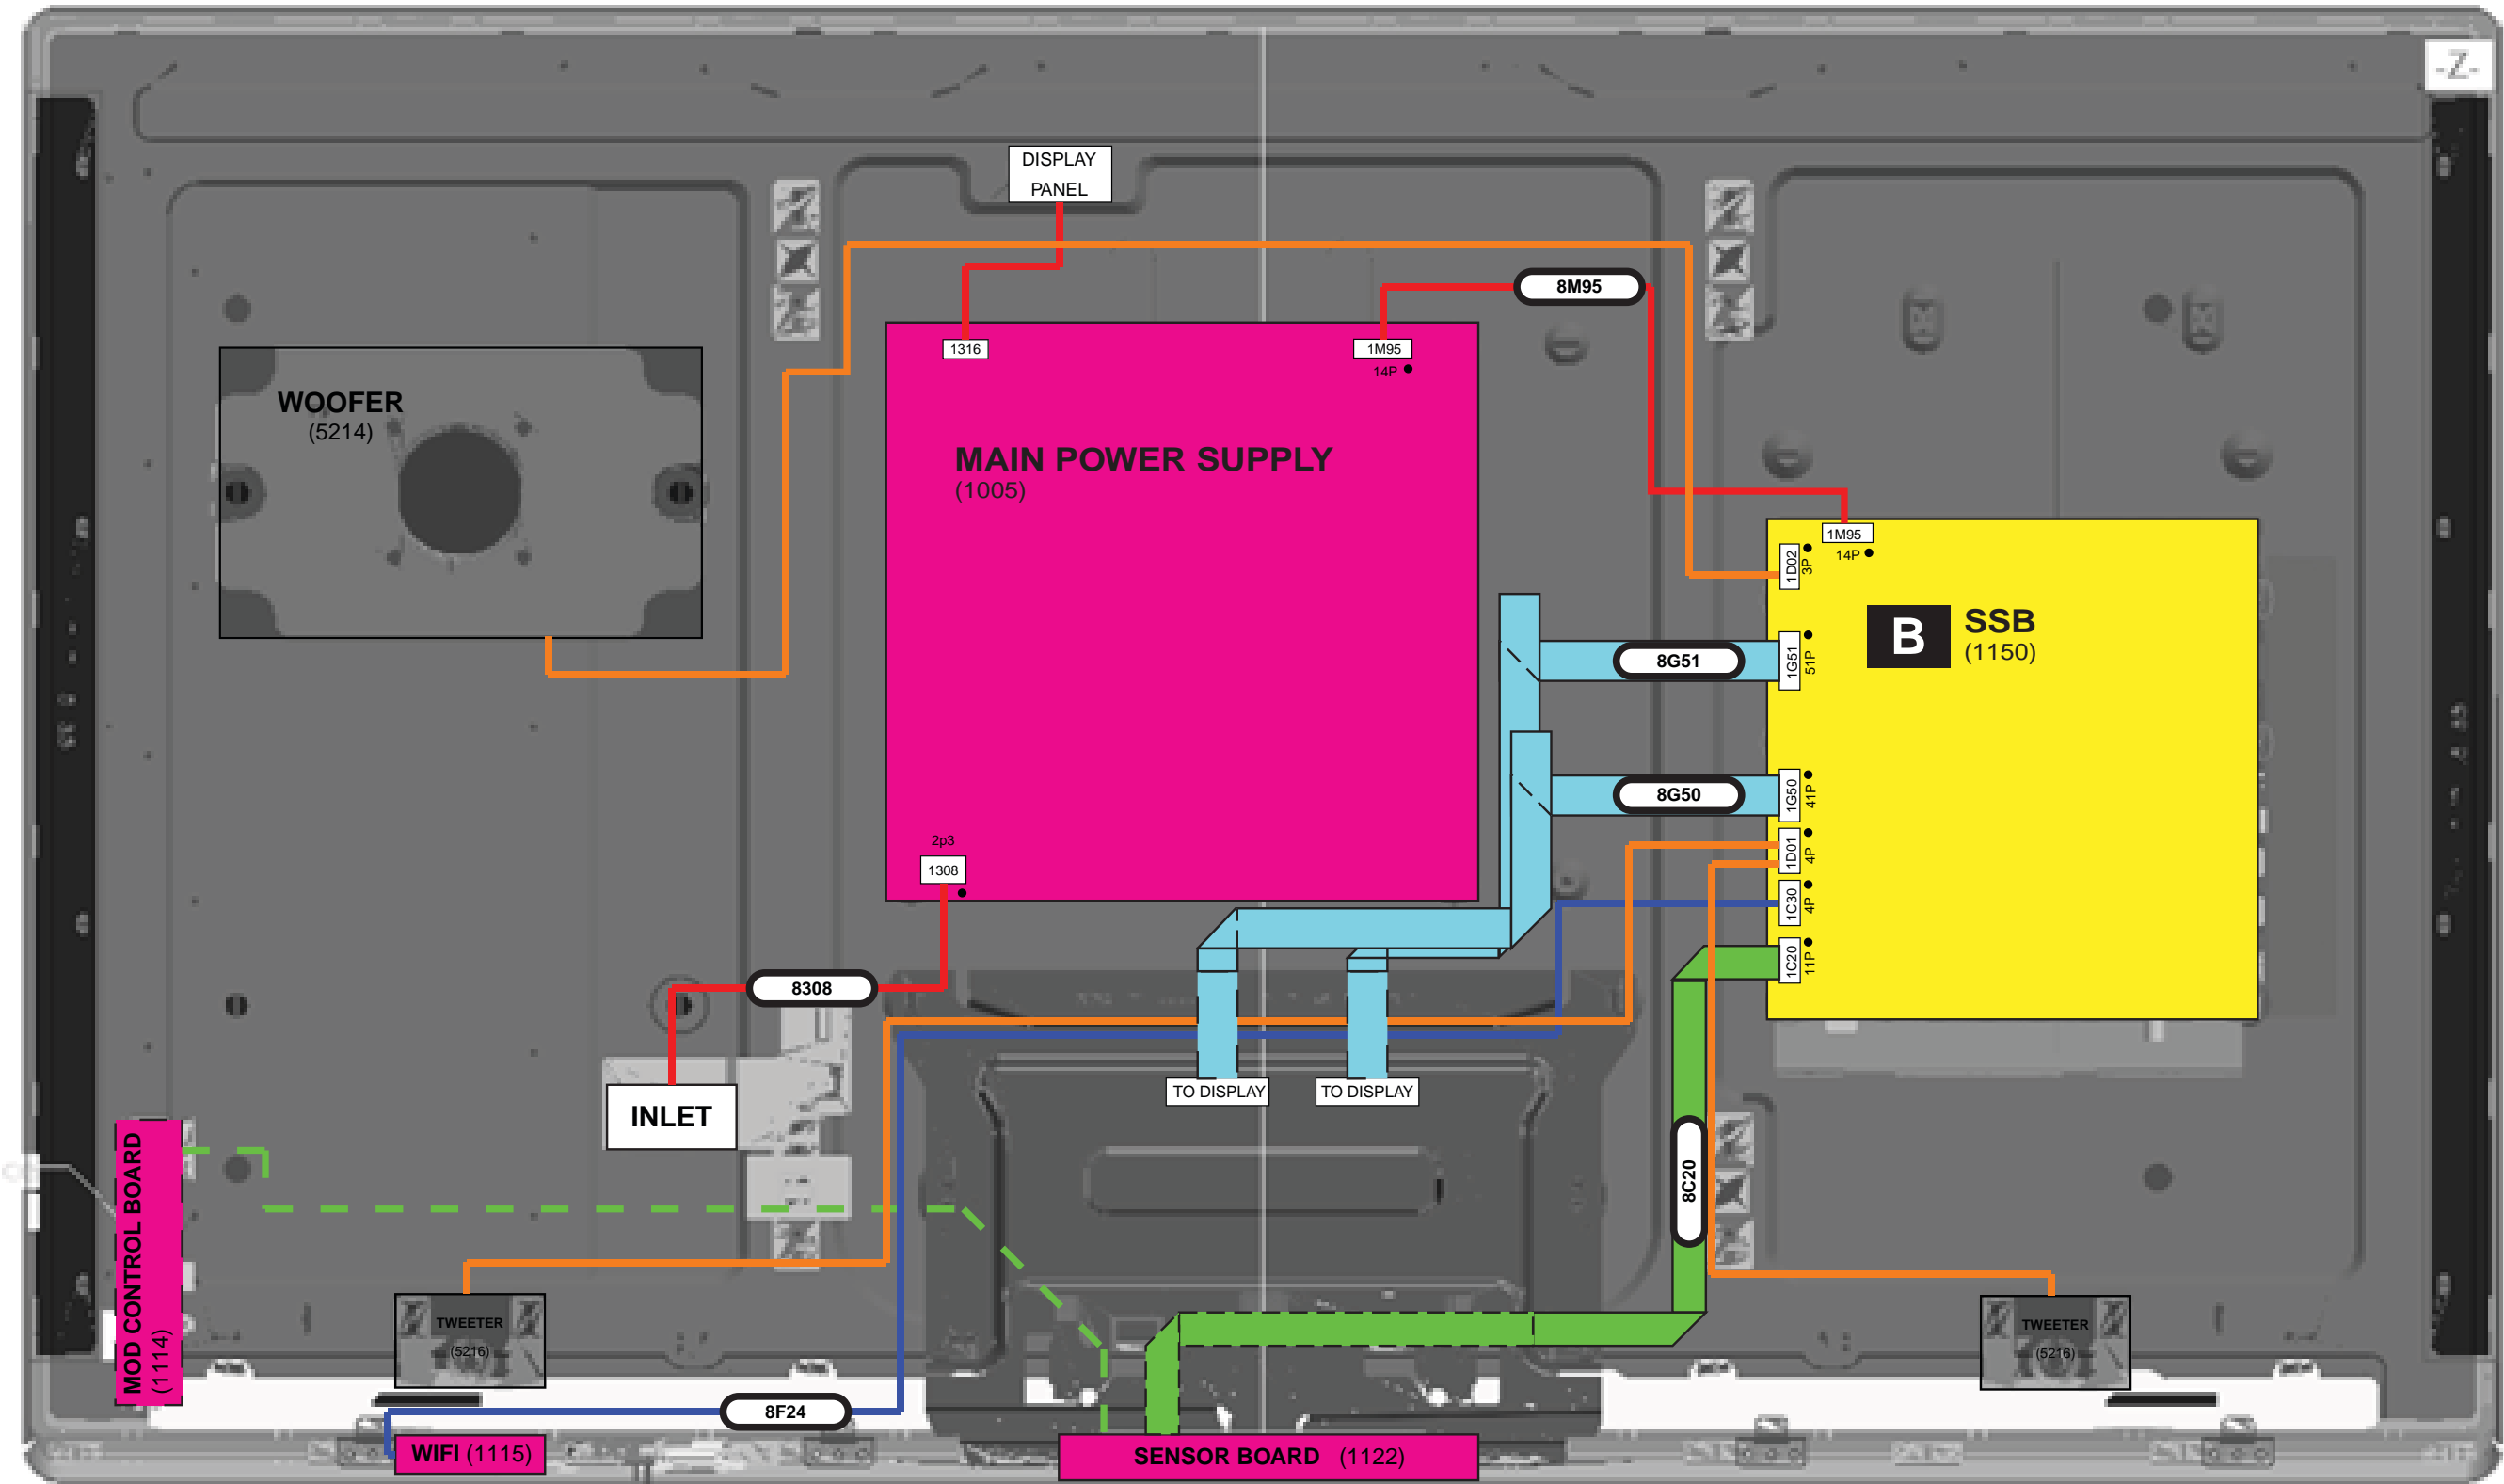 -Z-
DISPLAY
PANEL
8M95
1316
1M95
14P
WOOFER
(5214)
MAIN POWER SUPPLY
(1005)
1M95
14P
1D02
3P
B
SSB
(1150)
8G51
1G51
51P
8G50
1G50
41P
2p3
1308
1D01
4P
1C30
4P
1C20
11P
8308
INLET
TO DISPLAY
TO DISPLAY
MOD CONTROL BOARD
(1114)
8C20
TWEETER
(5216)
TWEETER
(5216)
8F24
WIFI (1115)
SENSOR BOARD (1122)